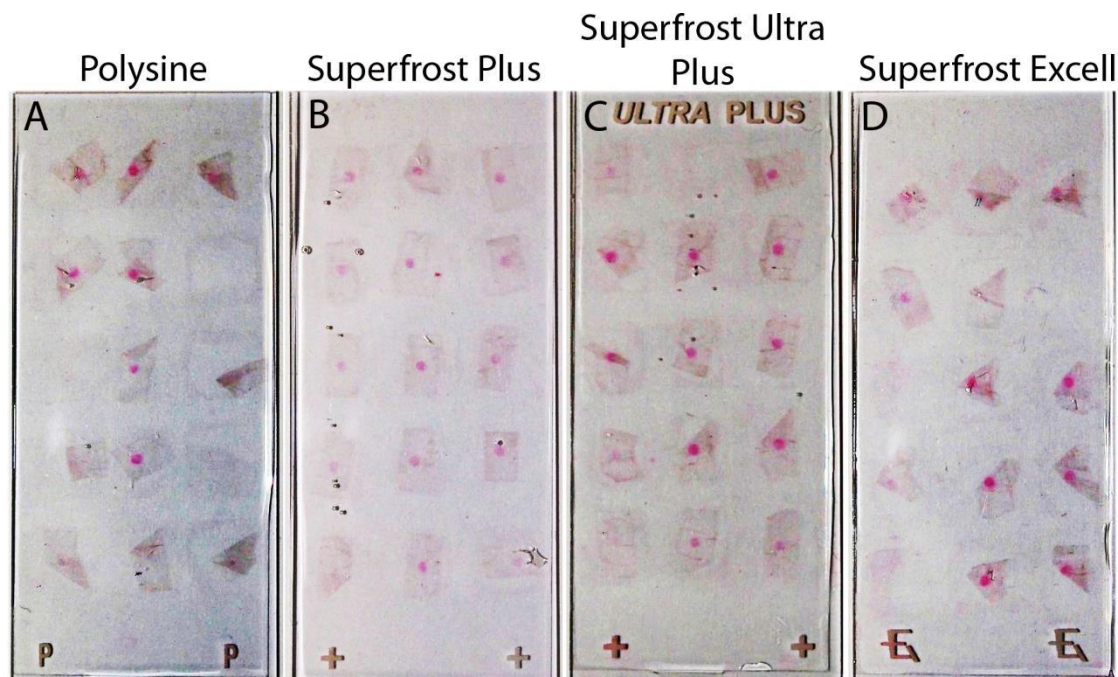 Polysine
Superfrost Plus
Superfrost Ultra
Plus
Superfrost Excell
A
B
C
D
ULTRA PLUS
P
P
+
+
+
+
E
E